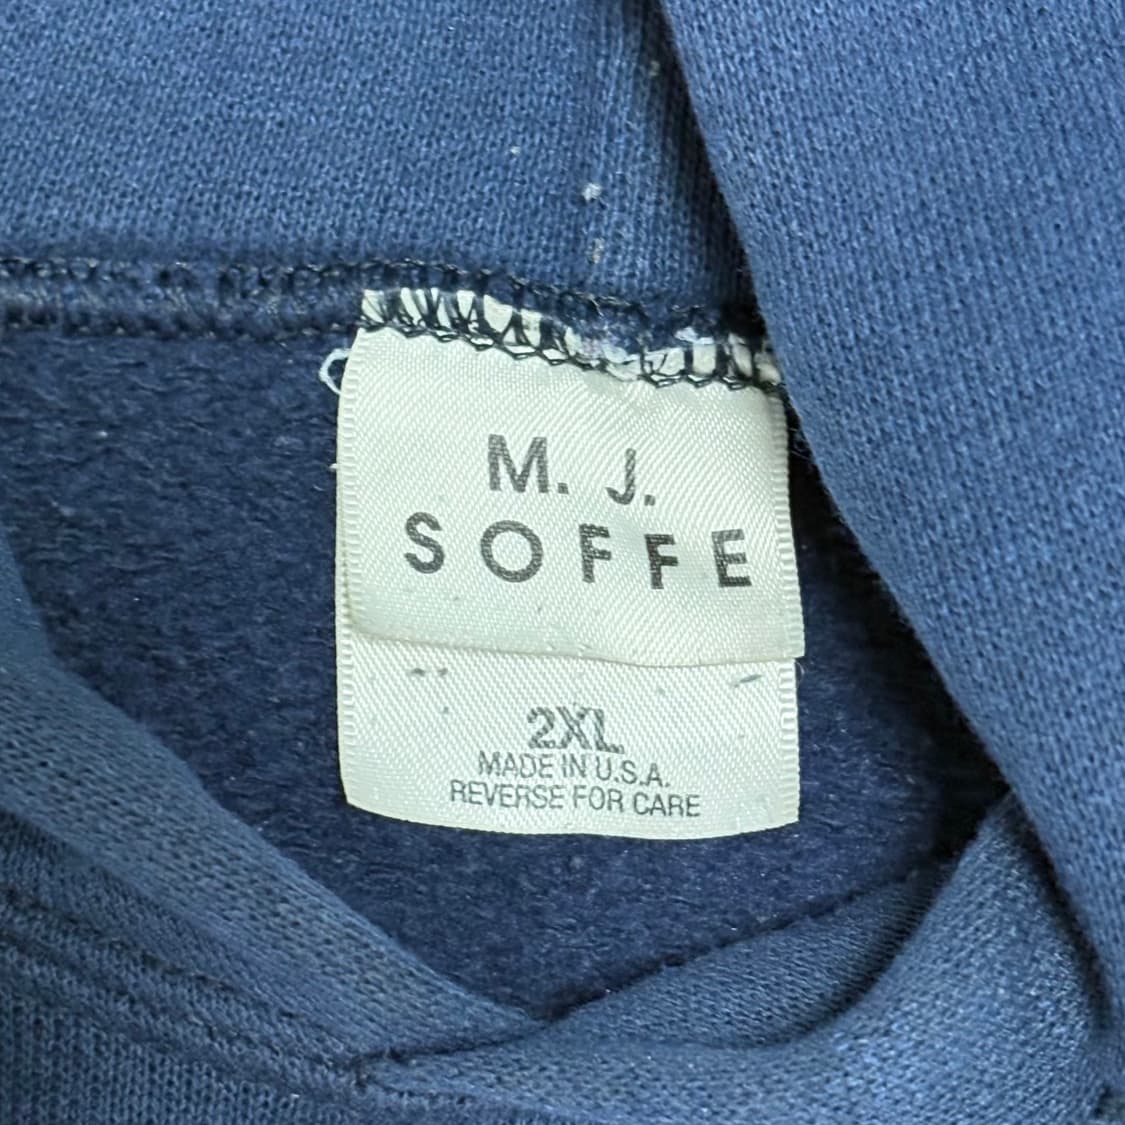 M. J.
SOFFE
2XL
MADE IN U.S.A.
REVERSE FOR CARE